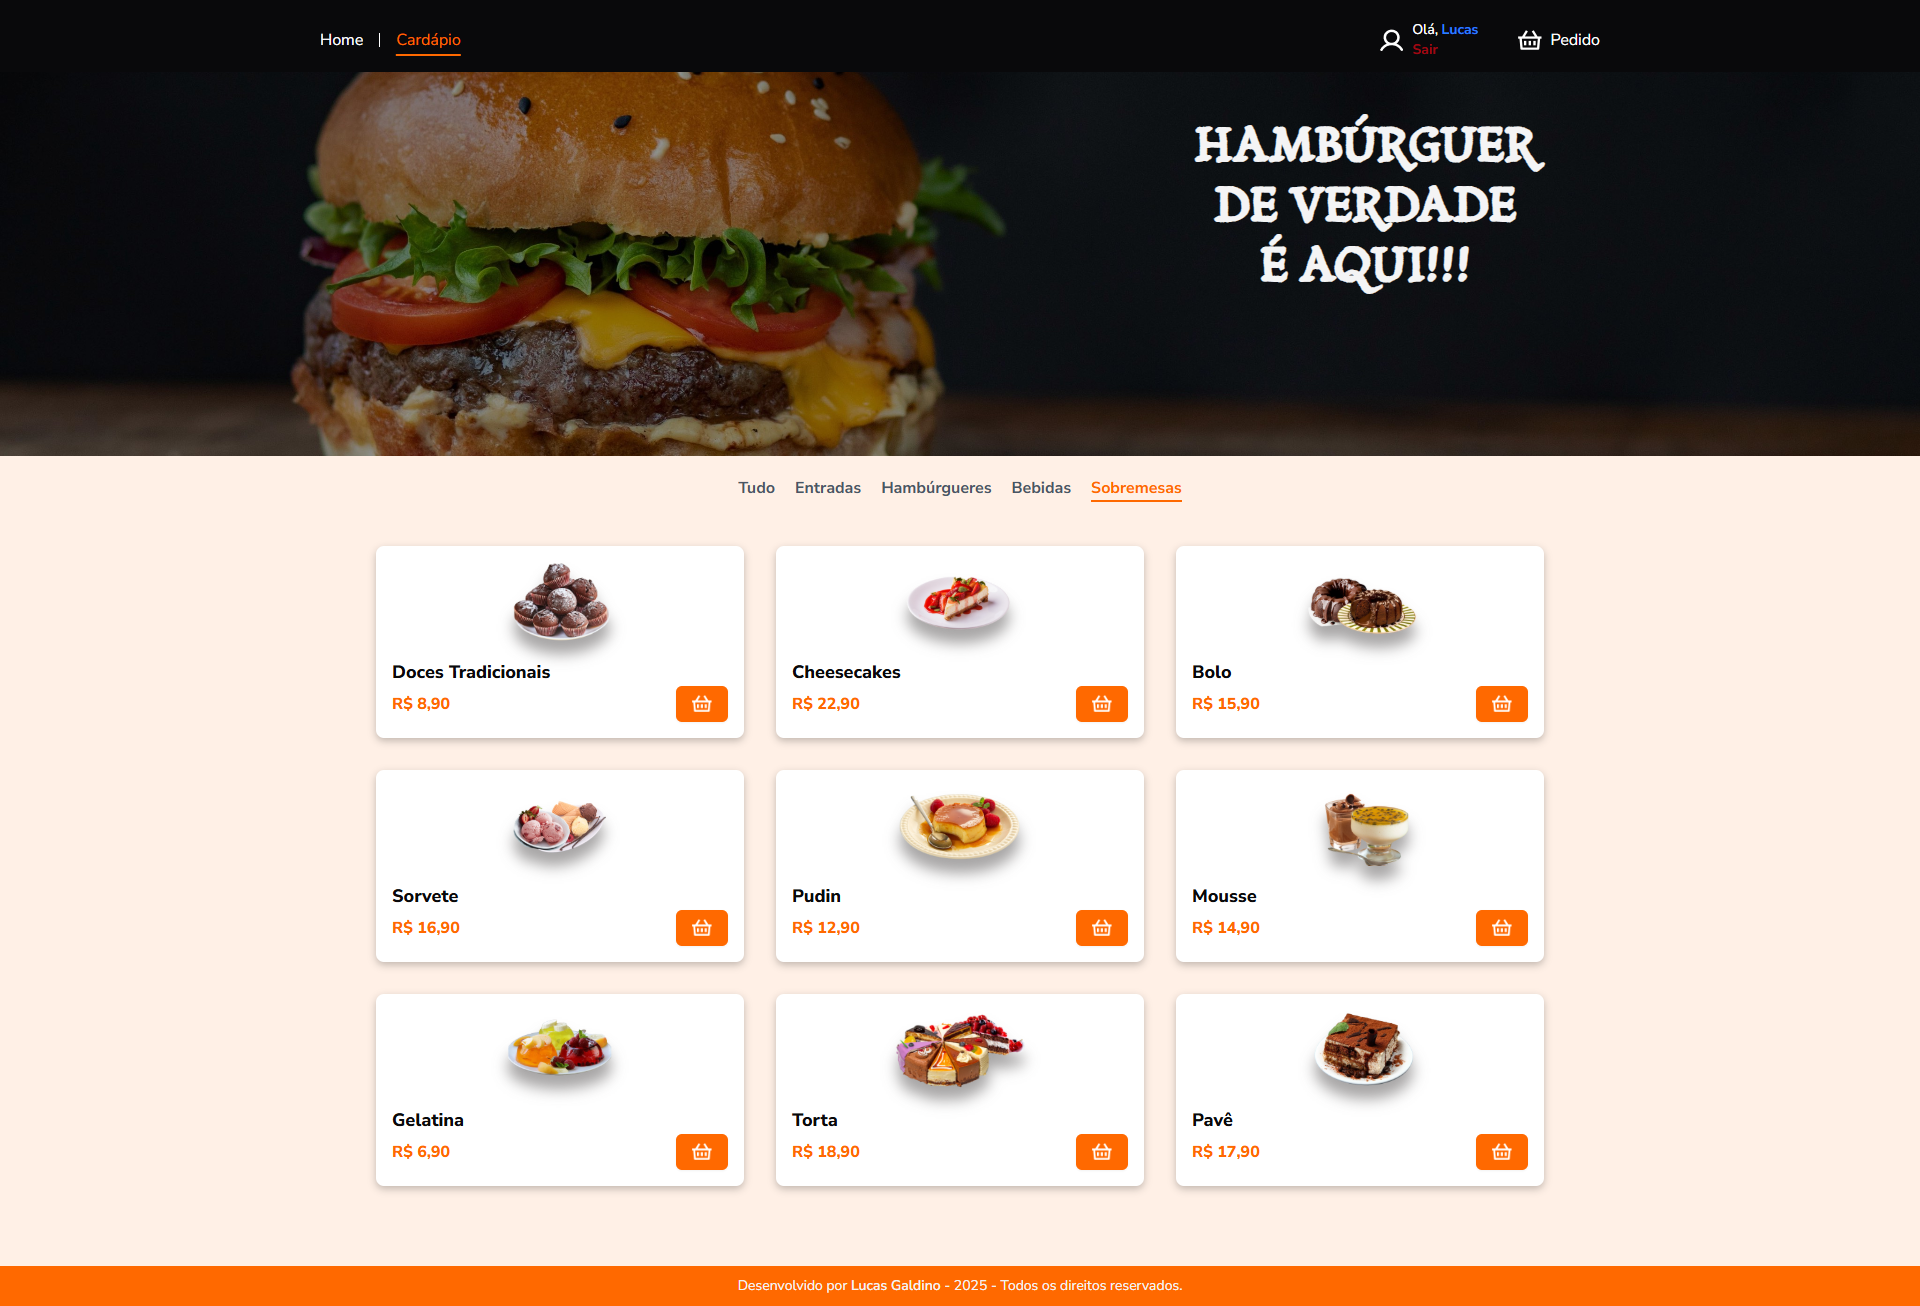 Home | Cardápio
Olá, Lucas
Sair
Pedido
HAMBÚRGUER
DE VERDADE
É AQUI!!!
Tudo Entradas Hambúrgueres Bebidas Sobremesas
Doces Tradicionais
R$ 8,90
Cheesecakes
R$ 22,90
Bolo
R$ 15,90
Sorvete
R$ 16,90
Pudin
R$ 12,90
Mousse
R$ 14,90
Gelatina
R$ 6,90
Torta
R$ 18,90
Pavê
R$ 17,90
Desenvolvido por Lucas Galdino - 2025 - Todos os direitos reservados.